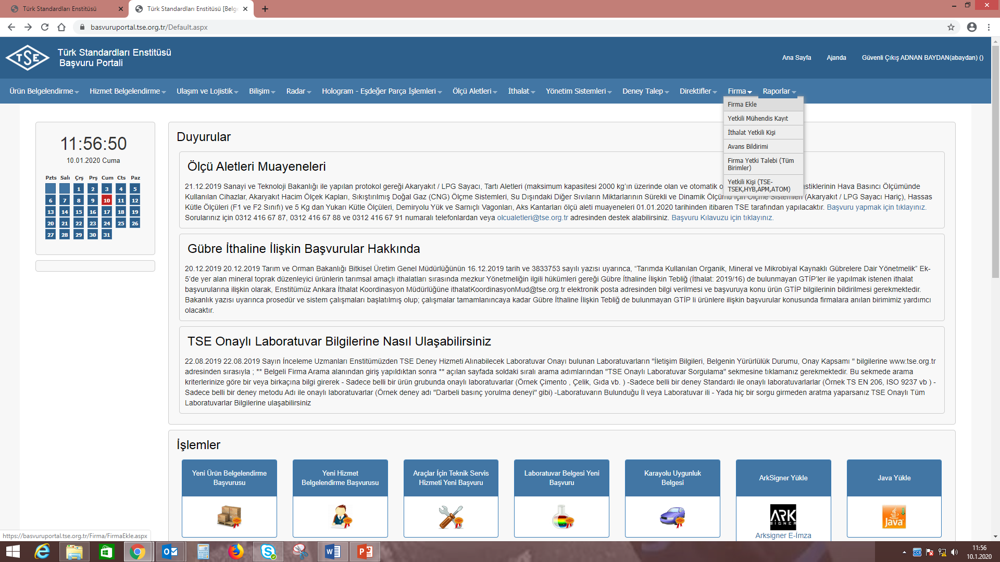 Türk Standardları Enstitüsü
Türk Standardları Enstitüsü [Belge
basvuruportal.tse.org.tr/Default.aspx
TSE
Türk Standardları Enstitüsü
Başvuru Portali
Ana Sayfa
Ajanda
Güvenli Çıkış ADNAN BAYDAN(abaydan) ()
Ürün Belgelendirme
Hizmet Belgelendirme
Ulaşım ve Lojistik
Bilişim
Radar
Hologram - Eşdeğer Parça İşlemleri
Ölçü Aletleri
İthalat
Yönetim Sistemleri
Deney Talep
Direktifler
Firma
Raporlar
Firma Ekle
Yetkili Mühendis Kayıt
İthalat Yetkili Kişi
Avans Bildirimi
Firma Yetki Talebi (Tüm
Birimler)
Yetkili Kişi (TSE-
TSEK,HYB,APM,ATOM)
11:56:50
10.01.2020 Cuma
Pzts Salı Çrş Prş Cum Cts Paz
1 2 3 4 5
6 7 8 9 10 11 12
13 14 15 16 17 18 19
20 21 22 23 24 25 26
27 28 29 30 31
Duyurular
Ölçü Aletleri Muayeneleri
21.12.2019 Sanayi ve Teknoloji Bakanlığı ile yapılan protokol gereği Akaryakıt / LPG Sayacı, Tartı Aletleri (maksimum kapasitesi 2000 kg'ın üzerinde olan ve otomatik o
astiklerinin Hava Basıncı Ölçümünde
Kullanılan Cihazlar, Akaryakıt Hacim Ölçek Kapları, Sıkıştırılmış Doğal Gaz (CNG) Ölçme Sistemleri, Su Dışındaki Diğer Sıvıların Miktarlarının Sürekli ve Dinamik Ölçümü İçin Ölçme Sistemleri (Akaryakıt / LPG Sayacı Hariç), Hassas
Kütle Ölçüleri (F1 ve F2 Sınıfı) ve 5 Kg dan Yukarı Kütle Ölçüleri, Demiryolu Yük ve Sarnıçlı Vagonları, Aks Kantarları ölçü aleti muayeneleri 01.01.2020 tarihinden itibaren TSE tarafından yapılacaktır. Başvuru yapmak için tıklayınız.
Sorularınız için 0312 416 67 87, 0312 416 67 88 ve 0312 416 67 91 numaralı telefonlardan veya olcualetleri@tse.org.tr adresinden destek alabilirsiniz. Başvuru Kılavuzu için tıklayınız.
Gübre İthaline İlişkin Başvurular Hakkında
20.12.2019 20.12.2019 Tarım ve Orman Bakanlığı Bitkisel Üretim Genel Müdürlüğünün 16.12.2019 tarih ve 3833753 sayılı yazısı uyarınca, “Tarımda Kullanılan Organik, Mineral ve Mikrobiyal Kaynaklı Gübrelere Dair Yönetmelik” Ek-
5'de yer alan mineral toprak düzenleyici ürünlerin tarımsal amaçlı ithalatları sırasında mezkur Yönetmeliğin ilgili hükümleri gereği Gübre İthaline İlişkin Tebliğ (İthalat: 2019/16) de bulunmayan GTİP'ler ile yapılmak istenen ithalat
başvurularına ilişkin olarak, Enstitümüz Ankara İthalat Koordinasyon Müdürlüğüne ithalatKoordinasyonMud@tse.org.tr elektronik posta adresinden bilgi verilmesi ve başvuruya konu ürün GTİP bilgilerinin bildirilmesi gerekmektedir.
Bakanlık yazısı uyarınca prosedür ve sistem çalışmaları başlatılmış olup; çalışmalar tamamlanıncaya kadar Gübre İthaline İlişkin Tebliğ de bulunmayan GTİP li ürünlere ilişkin başvurular konusunda firmalara anılan birimimiz yardımcı
olacaktır.
TSE Onaylı Laboratuvar Bilgilerine Nasıl Ulaşabilirsiniz
22.08.2019 22.08.2019 Sayın İnceleme Uzmanları Enstitümüzden TSE Deney Hizmeti Alınabilecek Laboratuvar Onayı bulunan Laboratuvarların "İletişim Bilgileri, Belgenin Yürürlülük Durumu, Onay Kapsamı " bilgilerine www.tse.org.tr
adresinden sırasıyla ; ** Belgeli Firma Arama alanından giriş yapıldıktan sonra ** açılan sayfada soldaki sıralı arama adımlarından "TSE Onaylı Laboratuvar Sorgulama" sekmesine tıklamanız gerekmektedir. Bu sekmede arama
kriterlerinize göre bir veya birkaçına bilgi girerek - Sadece belli bir ürün grubunda onaylı laboratuvarlar (Örnek Çimento , Çelik, Gıda vb. ) -Sadece belli bir deney Standardı ile onaylı laboratuvarlarlar (Örnek TS EN 206, ISO 9237 vb ) -
Sadece belli bir deney metodu Adı ile onaylı laboratuvarlar (Örnek deney adı "Darbeli basınç yorulma deneyi" gibi) -Laboratuvarın Bulunduğu İl veya Laboratuvar ili - Yada hiç bir sorgu girmeden aratma yaparsanız TSE Onaylı Tüm
Laboratuvarlar Bilgilerine ulaşabilirsiniz
İşlemler
Yeni Ürün Belgelendirme
Başvurusu
Yeni Hizmet
Belgelendirme Başvurusu
Araçlar İçin Teknik Servis
Hizmeti Yeni Başvuru
Laboratuvar Belgesi Yeni
Başvuru
Karayolu Uygunluk
Belgesi
ArkSigner Yükle
Java Yükle
ARK
SIGNER
Java
Arksigner E-İmza
https://basvuruportal.tse.org.tr/Firma/FirmaEkle.aspx
11:56
10.1.2020